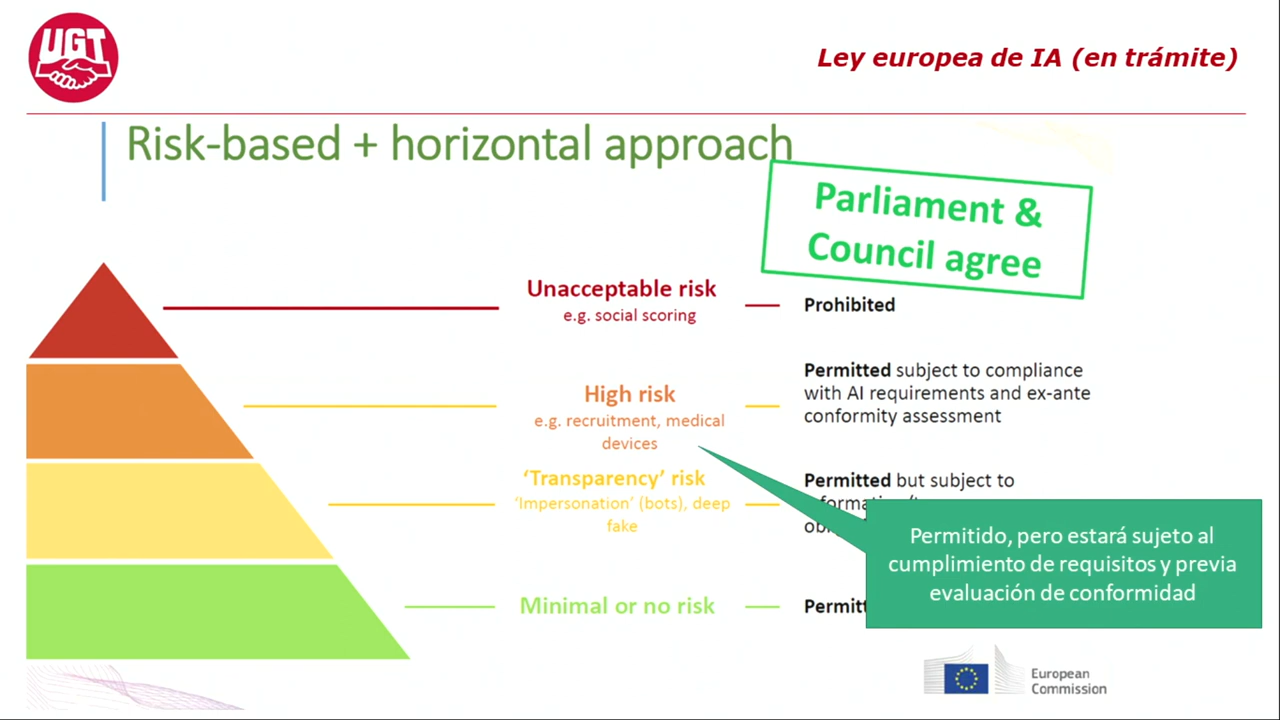 UGT
Ley europea de IA (en trámite)
Risk-based + horizontal approach
Parliament &
Council agree
Unacceptable risk
e.g. social scoring
Prohibited
High risk
e.g. recruitment, medical
devices
Permitted subject to compliance
with AI requirements and ex-ante
conformity assessment
‘Transparency’ risk
‘Impersonation’ (bots), deep
fake
Permitted but subject to
Permitido, pero estará sujeto al
cumplimiento de requisitos y previa
evaluación de conformidad
Minimal or no risk
European
Commission